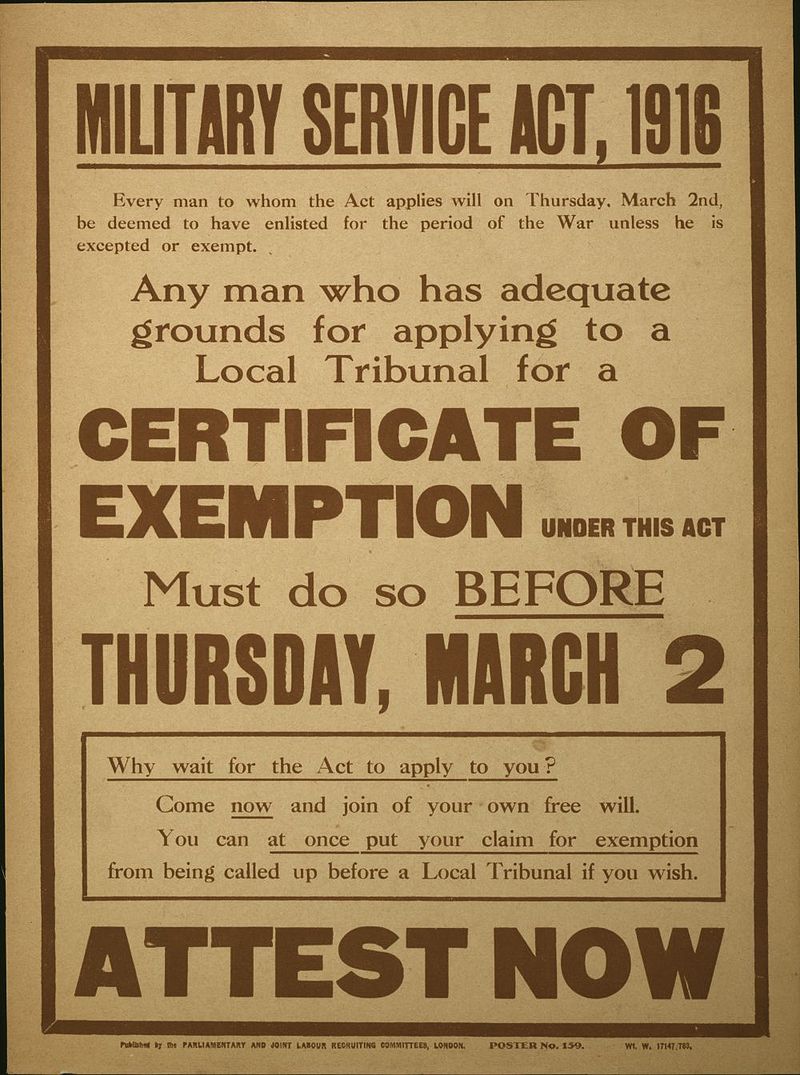 MILITARY SERVICE ACT, 1916
Every man to whom the Act applies will on Thursday, March 2nd,
be deemed to have enlisted for the period of the War unless he is
excepted or exempt.
Any man who has adequate
grounds for applying to a
Local Tribunal for a
CERTIFICATE OF
EXEMPTION UNDER THIS ACT
Must do so BEFORE
THURSDAY, MARCH 2
Why wait for the Act to apply to you?
Come now and join of your own free will.
You can at once put your claim for exemption
from being called up before a Local Tribunal if you wish.
ATTEST NOW
Published by the PARLIAMENTARY AND JOINT LABOUR RECRUITING COMMITTEES, LONDON. POSTER No. 159. Wt. W. 17147/783.